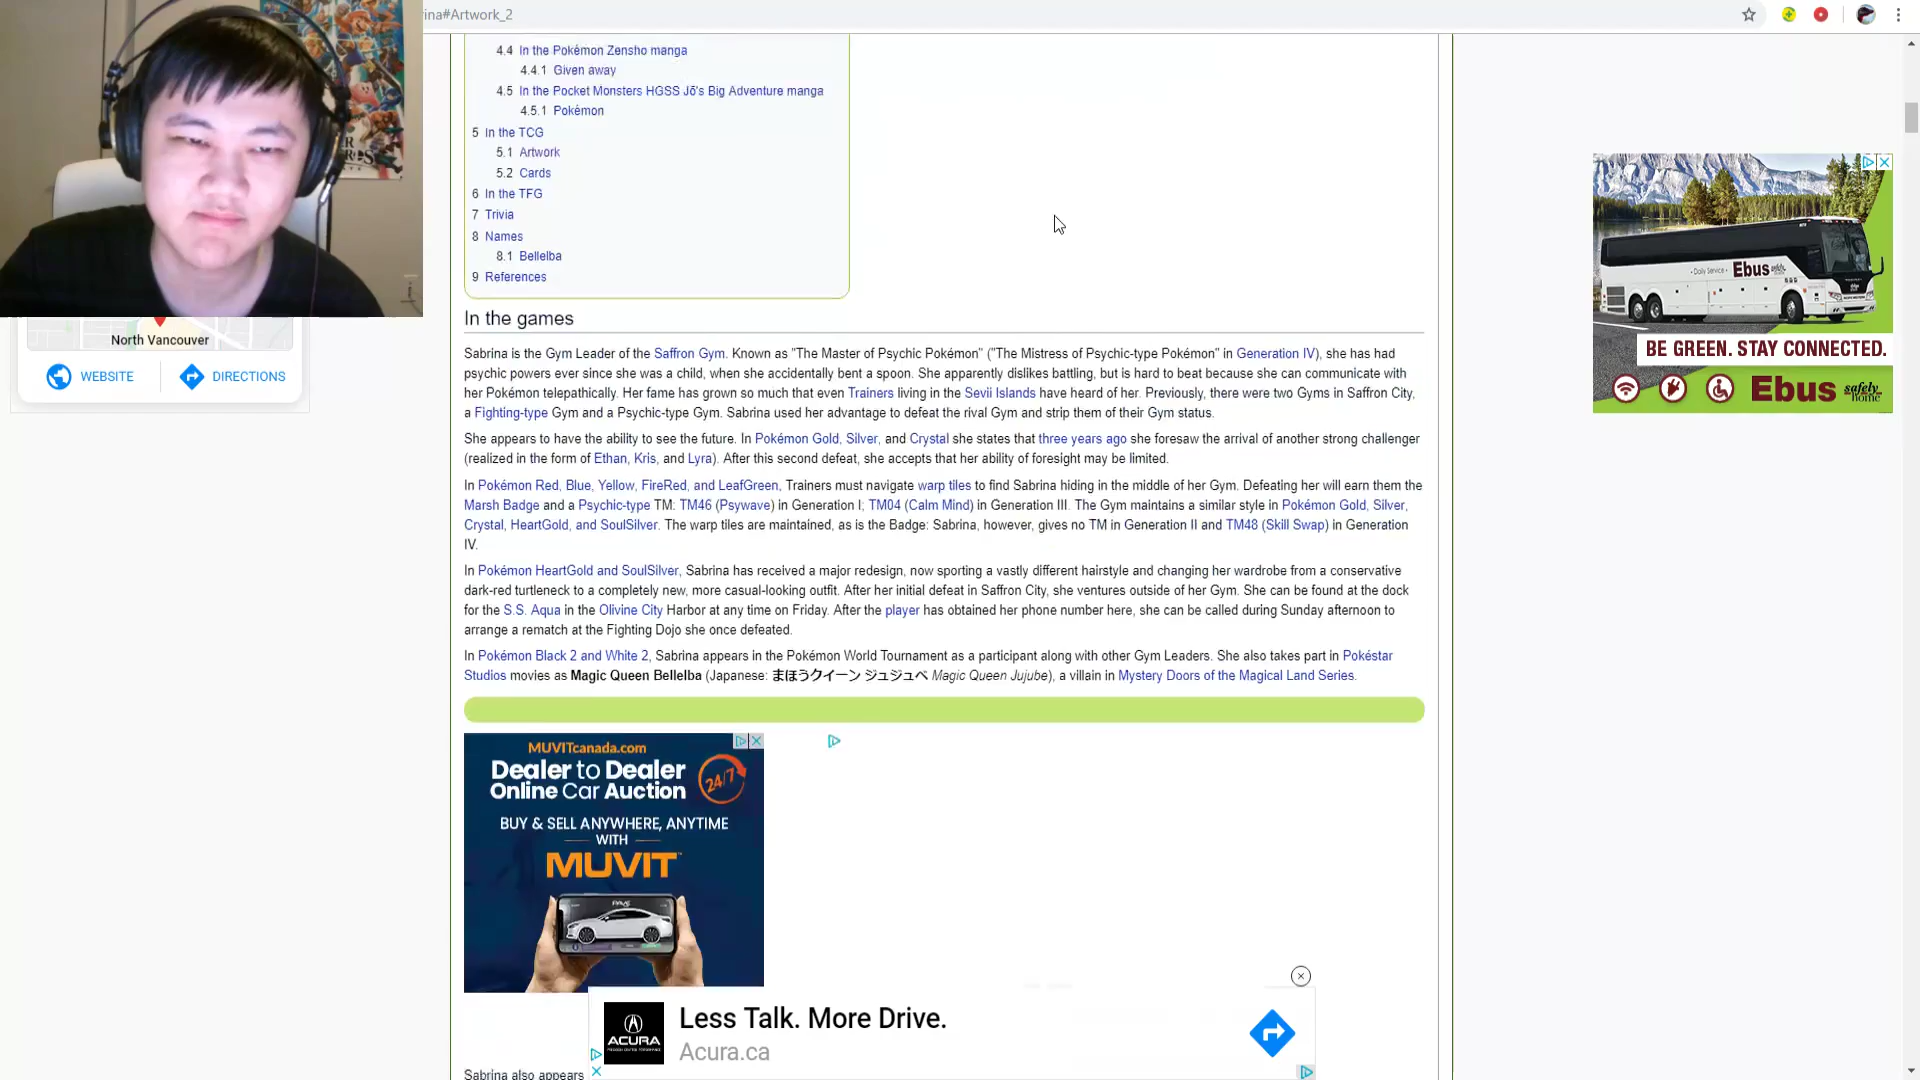 ina#Artwork_2
4.4 In the Pokémon Zensho manga
4.4.1 Given away
4.5 In the Pocket Monsters HGSS Jō's Big Adventure manga
4.5.1 Pokémon
5 In the TCG
5.1 Artwork
5.2 Cards
6 In the TFG
7 Trivia
8 Names
8.1 Bellelba
9 References
North Vancouver
WEBSITE
DIRECTIONS
In the games
Sabrina is the Gym Leader of the Saffron Gym. Known as "The Master of Psychic Pokémon" ("The Mistress of Psychic-type Pokémon" in Generation IV), she has had
psychic powers ever since she was a child, when she accidentally bent a spoon. She apparently dislikes battling, but is hard to beat because she can communicate with
her Pokémon telepathically. Her fame has grown so much that even Trainers living in the Sevii Islands have heard of her. Previously, there were two Gyms in Saffron City,
a Fighting-type Gym and a Psychic-type Gym. Sabrina used her advantage to defeat the rival Gym and strip them of their Gym status.
She appears to have the ability to see the future. In Pokémon Gold, Silver, and Crystal she states that three years ago she foresaw the arrival of another strong challenger
(realized in the form of Ethan, Kris, and Lyra). After this second defeat, she accepts that her ability of foresight may be limited.
In Pokémon Red, Blue, Yellow, FireRed, and LeafGreen, Trainers must navigate warp tiles to find Sabrina hiding in the middle of her Gym. Defeating her will earn them the
Marsh Badge and a Psychic-type TM: TM46 (Psywave) in Generation I; TM04 (Calm Mind) in Generation III. The Gym maintains a similar style in Pokémon Gold, Silver,
Crystal, HeartGold, and SoulSilver. The warp tiles are maintained, as is the Badge: Sabrina, however, gives no TM in Generation II and TM48 (Skill Swap) in Generation
IV.
In Pokémon HeartGold and SoulSilver, Sabrina has received a major redesign, now sporting a vastly different hairstyle and changing her wardrobe from a conservative
dark-red turtleneck to a completely new, more casual-looking outfit. After her initial defeat in Saffron City, she ventures outside of her Gym. She can be found at the dock
for the S.S. Aqua in the Olivine City Harbor at any time on Friday. After the player has obtained her phone number here, she can be called during Sunday afternoon to
arrange a rematch at the Fighting Dojo she once defeated.
In Pokémon Black 2 and White 2, Sabrina appears in the Pokémon World Tournament as a participant along with other Gym Leaders. She also takes part in Pokéstar
Studios movies as Magic Queen Bellelba (Japanese: まほうクイーン ジュジュベ Magic Queen Jujube), a villain in Mystery Doors of the Magical Land Series.
Daily Service
Ebus
BE GREEN. STAY CONNECTED.
Ebus safely home
MUVITcanada.com
Dealer to Dealer
Online Car Auction
24/7
BUY & SELL ANYWHERE, ANYTIME
WITH
MUVIT
ACURA
Less Talk. More Drive.
Acura.ca
Sabrina also appears